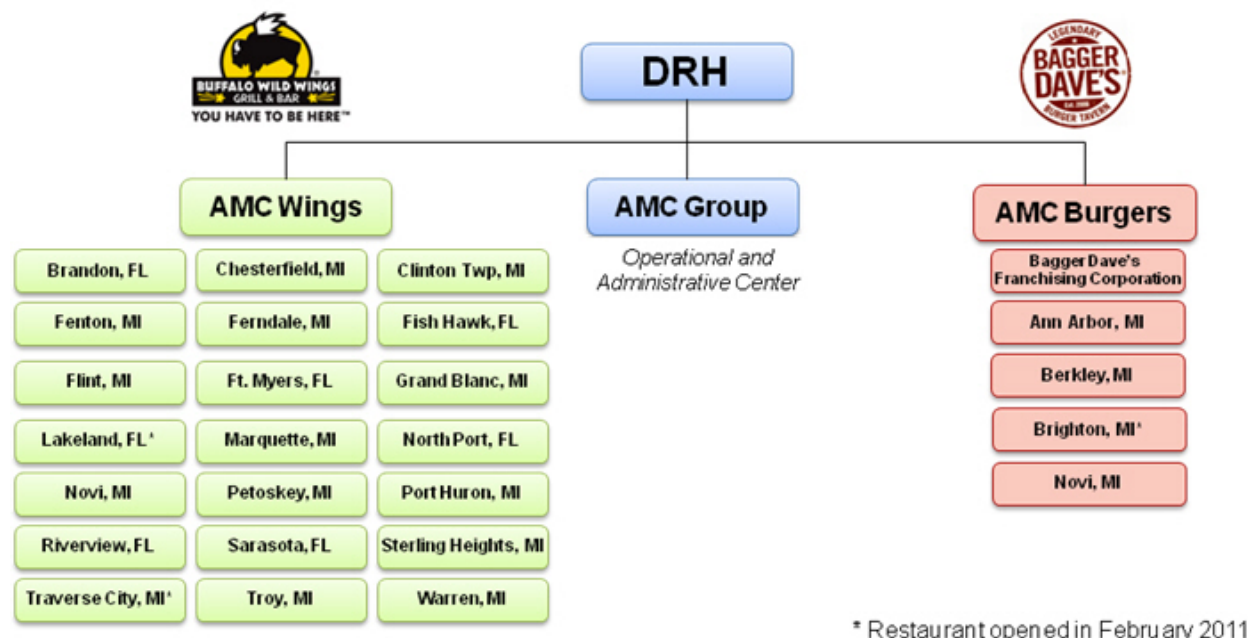 BUFFALO WILD WINGS
GRILL & BAR
YOU HAVE TO BE HERE™
DRH
LEGENDARY
BAGGER
DAVE'S
BURGER TAVERN
AMC Wings
AMC Group
AMC Burgers
Operational and
Administrative Center
Brandon, FL
Chesterfield, MI
Clinton Twp, MI
Fenton, MI
Ferndale, MI
Fish Hawk, FL
Flint, MI
Ft. Myers, FL
Grand Blanc, MI
Lakeland, FL*
Marquette, MI
North Port, FL
Novi, MI
Petoskey, MI
Port Huron, MI
Riverview, FL
Sarasota, FL
Sterling Heights, MI
Traverse City, MI*
Troy, MI
Warren, MI
Bagger Dave's
Franchising Corporation
Ann Arbor, MI
Berkley, MI
Brighton, MI*
Novi, MI
* Restaurant opened in February 2011